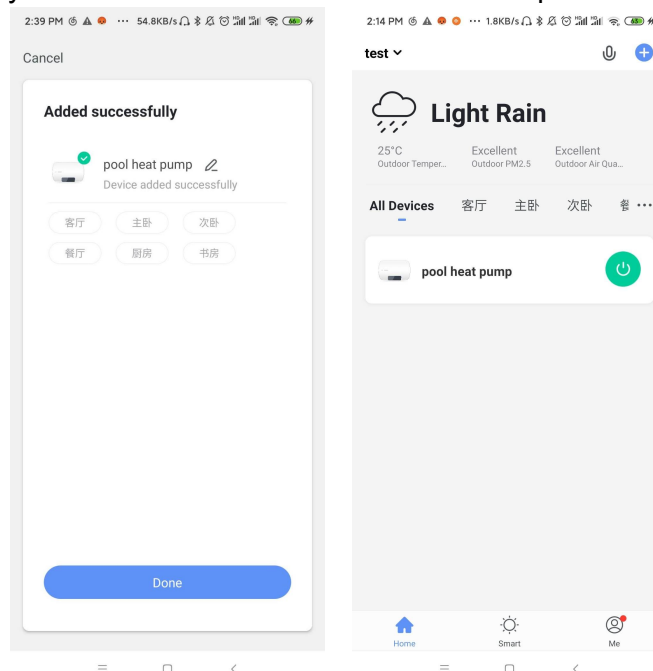 2:39 PM
54.8KB/s
68
Cancel
Added successfully
pool heat pump
Device added successfully
客厅
主卧
次卧
餐厅
厨房
书房
Done
2:14 PM
1.8KB/s
test
Light Rain
25°C
Excellent
Excellent
Outdoor Temper...
Outdoor PM2.5
Outdoor Air Qua...
All Devices
客厅
主卧
次卧
pool heat pump
Home
Smart
Me